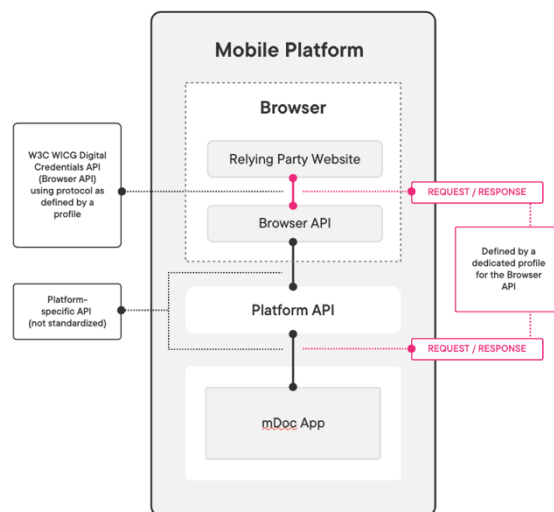 Mobile Platform
Browser
Relying Party Website
Browser API
Platform API
mDoc App
W3C WICG Digital
Credentials API
(Browser API)
using protocol as
defined by a
profile
Platform-
specific API
(not standardized)
REQUEST / RESPONSE
Defined by a
dedicated profile
for the Browser
API
REQUEST / RESPONSE